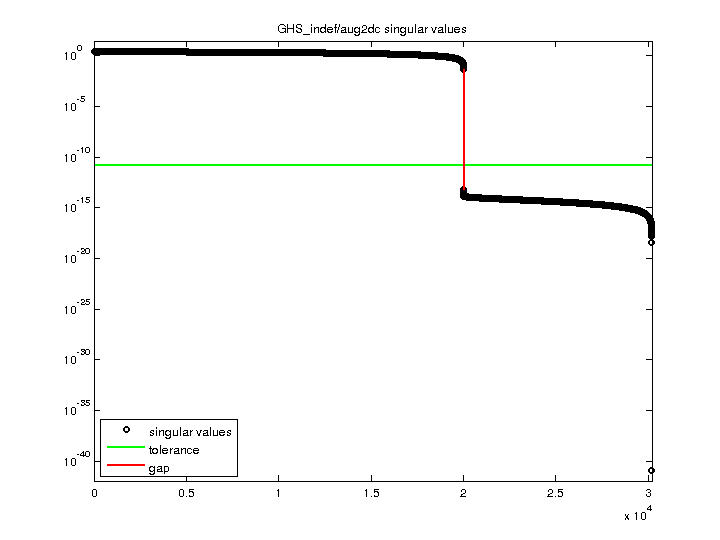 GHS_indef/aug2dc singular values
10^0
10^-5
10^-10
10^-15
10^-20
10^-25
10^-30
10^-35
10^-40
singular values
tolerance
gap
0 0.5 1 1.5 2 2.5 3
x 10^4